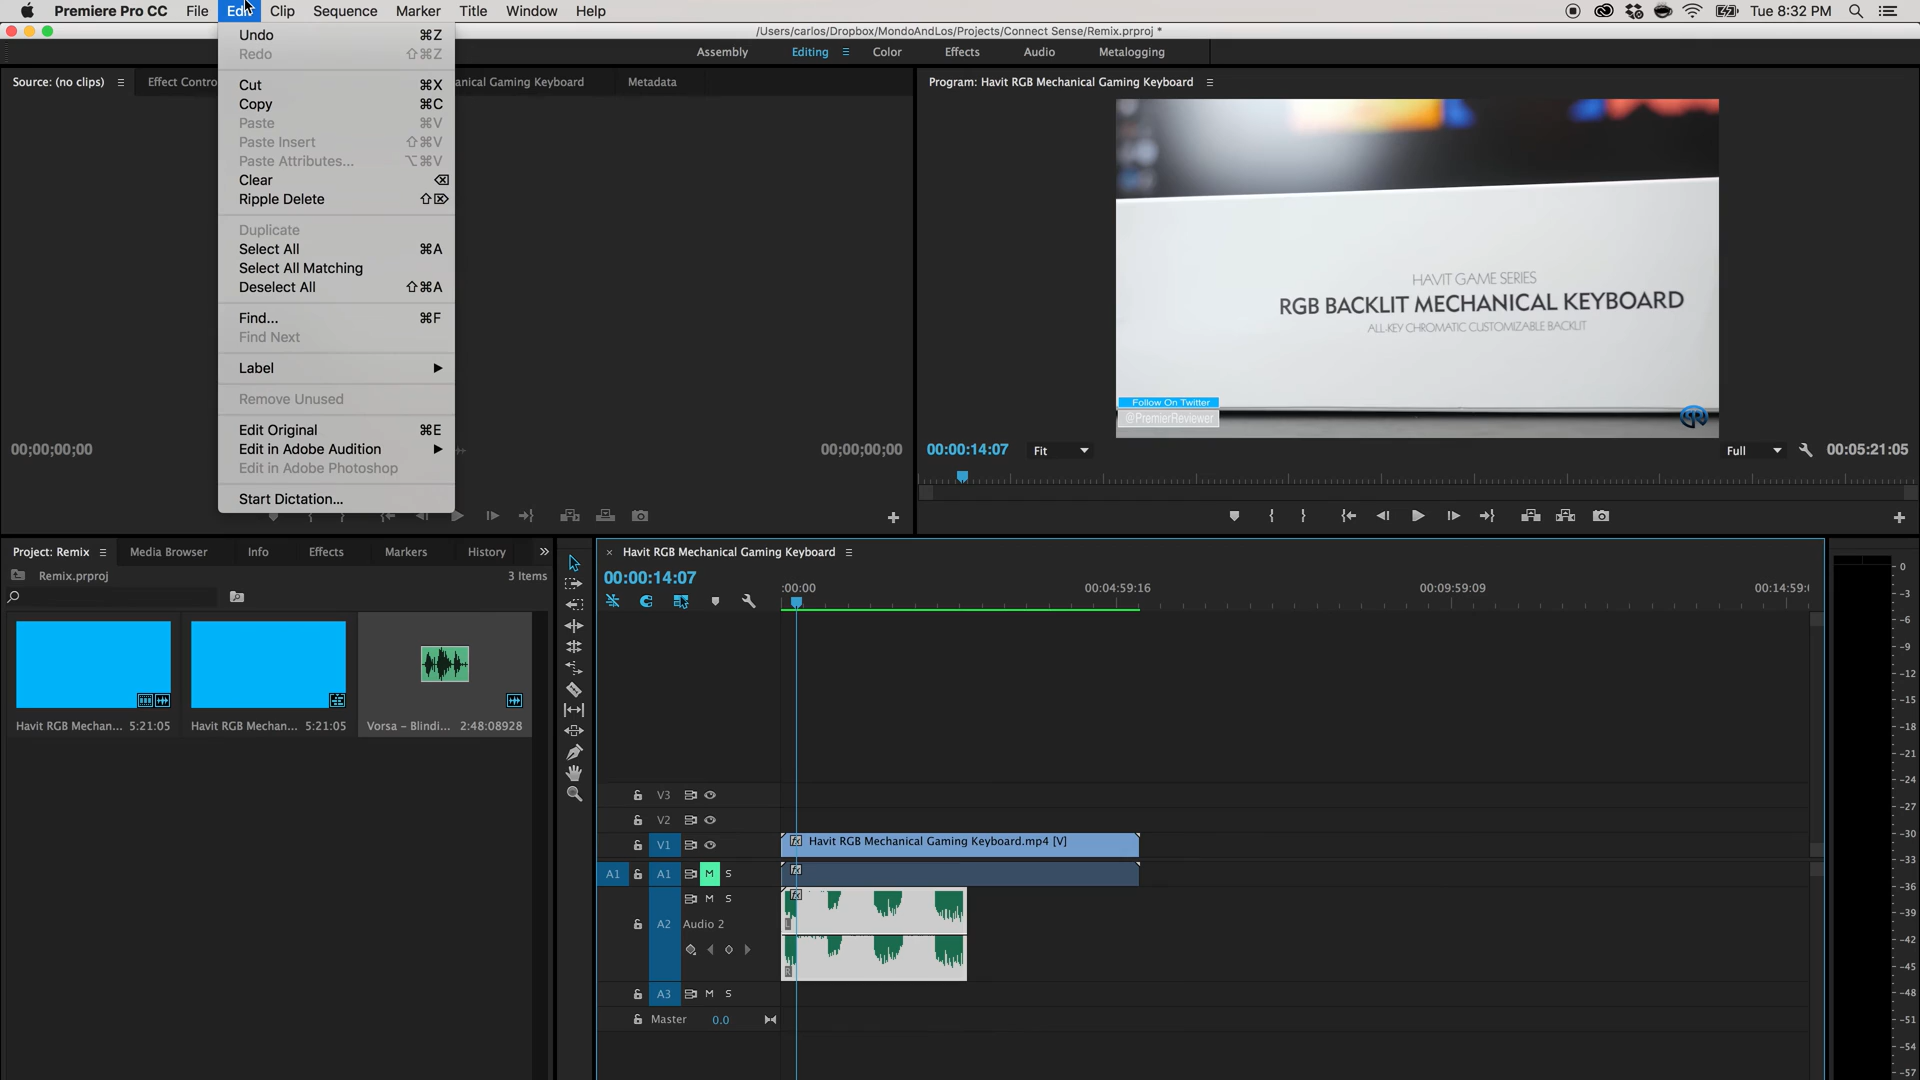 Premiere Pro CC File Edit Clip Sequence Marker Title Window Help Tue 8:32 PM
/Users/carlos/Dropbox/MondoAndLos/Projects/Connect Sense/Remix.prproj *
Assembly Editing Color Effects Audio Metalogging
Undo ⌘Z
Redo ⇧⌘Z
Cut ⌘X
Copy ⌘C
Paste ⌘V
Paste Insert ⇧⌘V
Paste Attributes... ⌥⌘V
Clear ⌫
Ripple Delete ⇧⌦
Duplicate
Select All ⌘A
Select All Matching
Deselect All ⇧⌘A
Find... ⌘F
Find Next
Label ▶
Remove Unused
Edit Original ⌘E
Edit in Adobe Audition ▶
Edit in Adobe Photoshop
Start Dictation...
Source: (no clips) Effect Contro anical Gaming Keyboard Metadata
00;00;00;00 00;00;00;00
Program: Havit RGB Mechanical Gaming Keyboard
HAVIT GAME SERIES
RGB BACKLIT MECHANICAL KEYBOARD
ALL-KEY CHROMATIC CUSTOMIZABLE BACKLIT
Follow On Twitter
@PremierReviewer
00:00:14:07 Fit Full 00:05:21:05
Project: Remix Media Browser Info Effects Markers History »
Remix.prproj 3 Items
Havit RGB Mechan... 5:21:05 Havit RGB Mechan... 5:21:05 Vorsa – Blindi... 2:48:08928
× Havit RGB Mechanical Gaming Keyboard
00:00:14:07
:00:00 00:04:59:16 00:09:59:09 00:14:59:
V3
V2
V1 Havit RGB Mechanical Gaming Keyboard.mp4 [V]
fx
A1 A1 M S
fx
M S
fx
A2 Audio 2
L
R
A3 M S
Master 0.0
0
-3
-6
-9
-12
-15
-18
-21
-24
-27
-30
-33
-36
-39
-42
-45
-48
-51
-54
-57